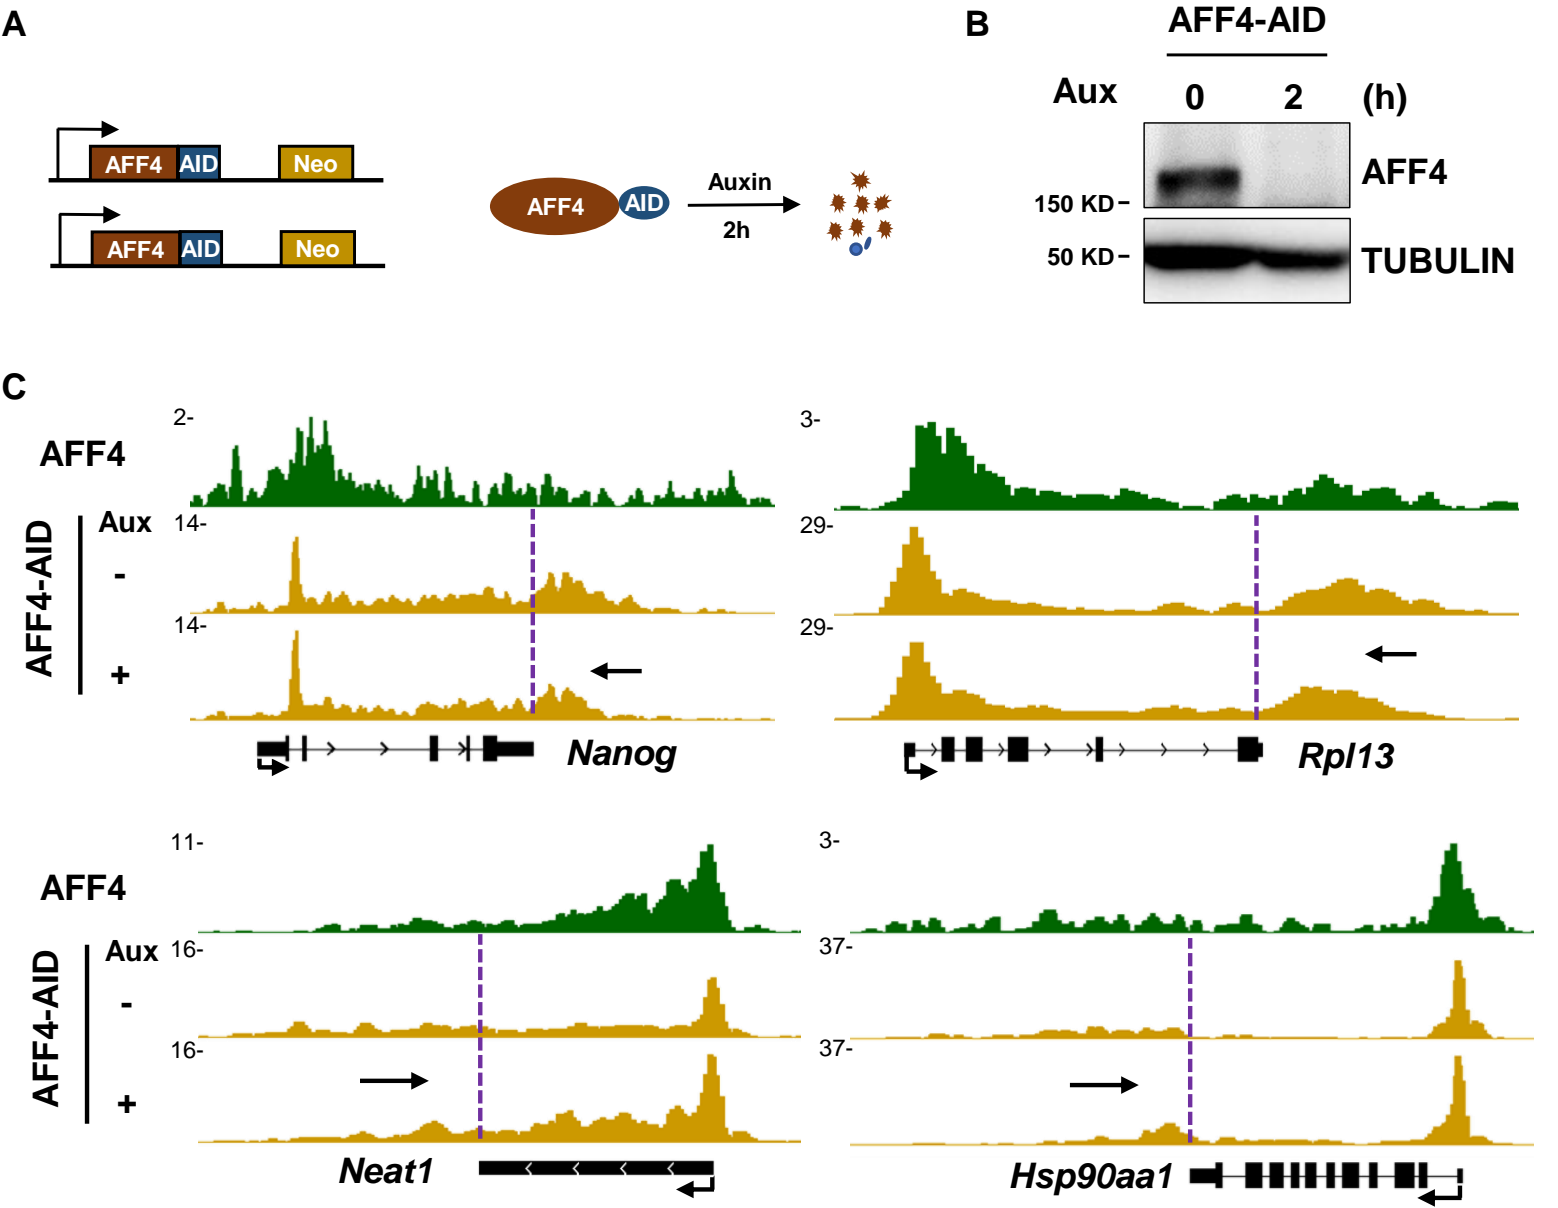 A
AFF4 AID Neo
AFF4 AID Neo
AFF4 AID
Auxin
2h
B
AFF4-AID
Aux 0 2 (h)
AFF4
150 KD
50 KD
TUBULIN
C
AFF4
2-
AFF4-AID
Aux
14-
-
14-
+
Nanog
3-
29-
29-
Rpl13
AFF4
11-
AFF4-AID
Aux
16-
-
16-
+
Neat1
3-
37-
37-
Hsp90aa1